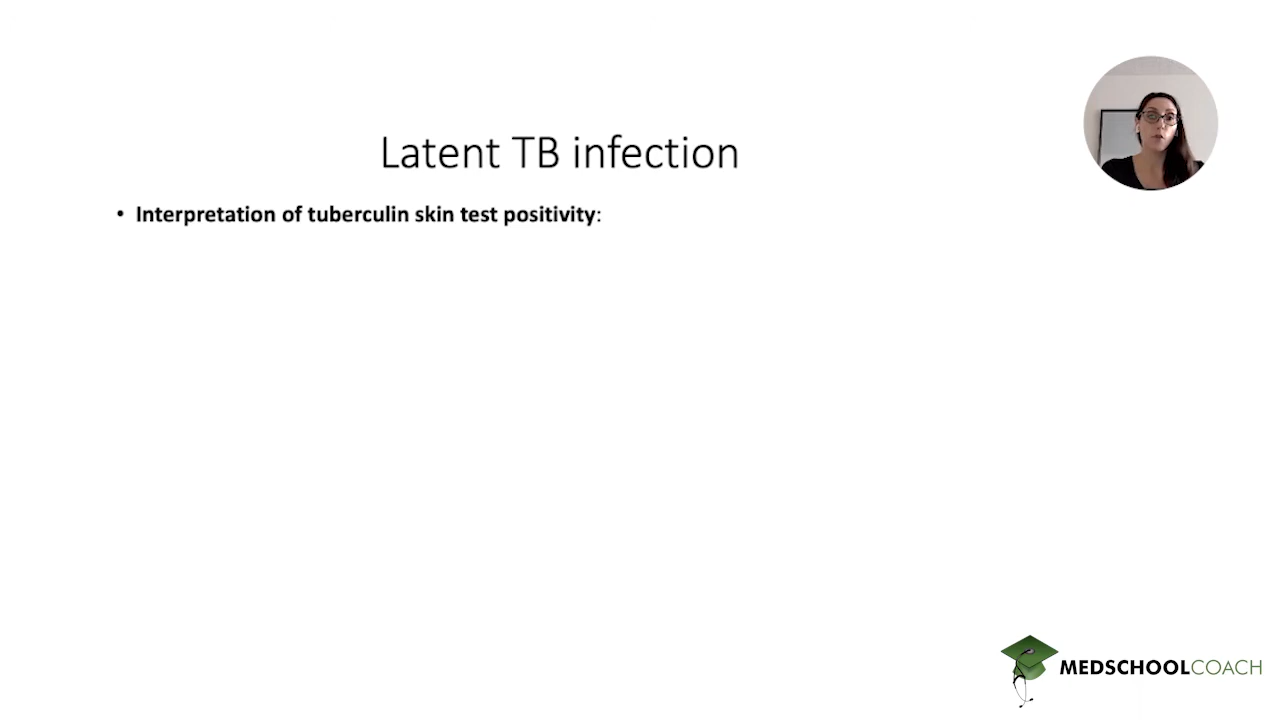 Latent TB infection
• Interpretation of tuberculin skin test positivity:
MEDSCHOOLCOACH